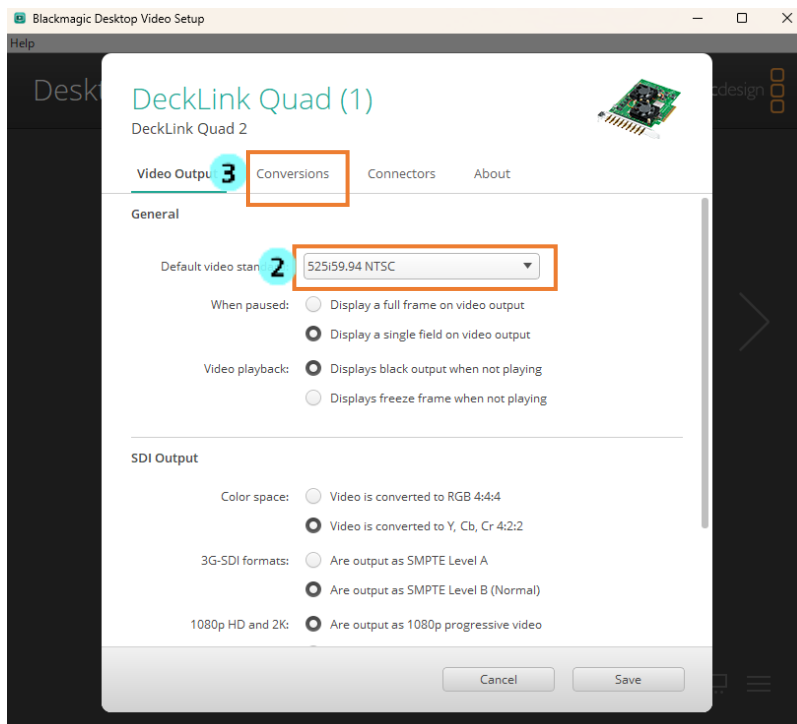 Blackmagic Desktop Video Setup
Help
DeckLink Quad (1)
DeckLink Quad 2
Video Outpu 3 Conversions Connectors About
General
Default video stan 2 525i59.94 NTSC
When paused: Display a full frame on video output
Display a single field on video output
Video playback: Displays black output when not playing
Displays freeze frame when not playing
SDI Output
Color space: Video is converted to RGB 4:4:4
Video is converted to Y, Cb, Cr 4:2:2
3G-SDI formats: Are output as SMPTE Level A
Are output as SMPTE Level B (Normal)
1080p HD and 2K: Are output as 1080p progressive video
Cancel Save